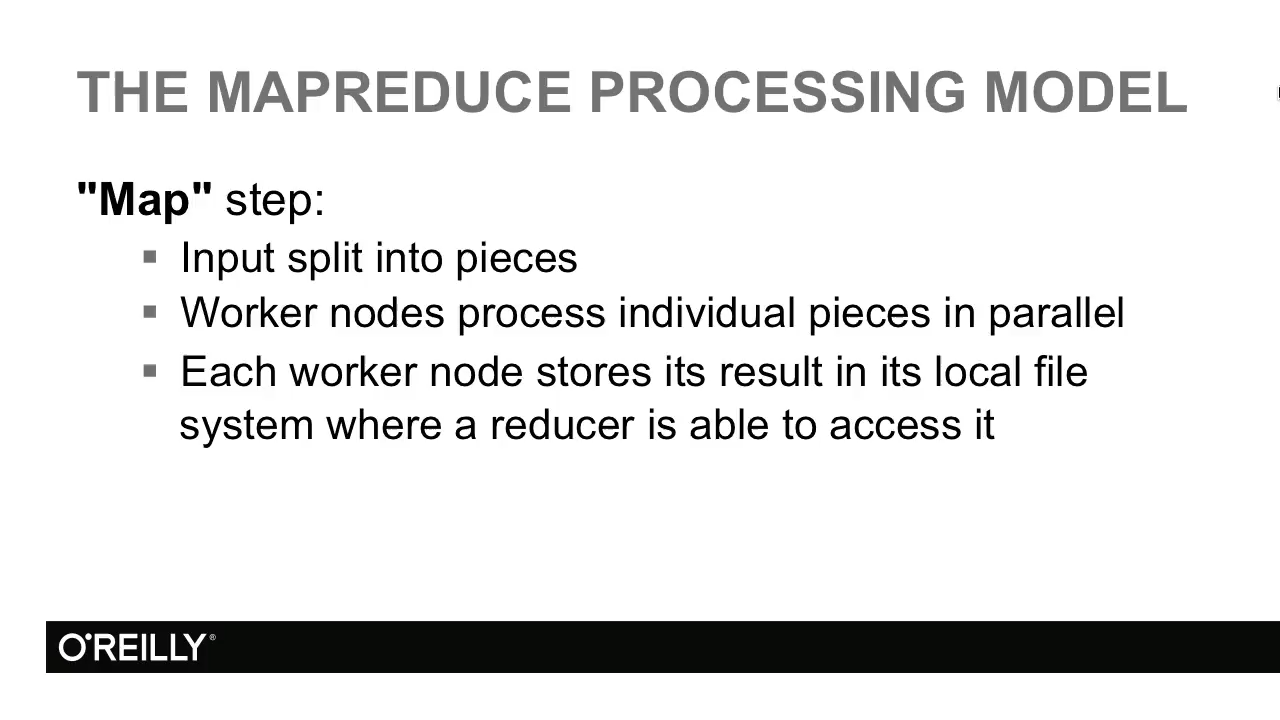 THE MAPREDUCE PROCESSING MODEL
"Map" step:
▪ Input split into pieces
▪ Worker nodes process individual pieces in parallel
▪ Each worker node stores its result in its local file
system where a reducer is able to access it
O'REILLY®